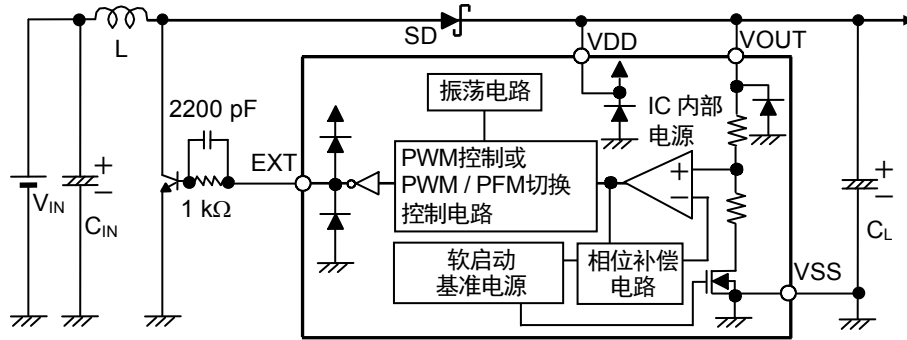 L
SD
VDD
VOUT
2200 pF
振荡电路
IC 内部
电源
EXT
PWM控制或
PWM / PFM切换
控制电路
+
−
+
−
+
−
VIN
CIN
1 kΩ
CL
软启动
基准电源
相位补偿
电路
VSS